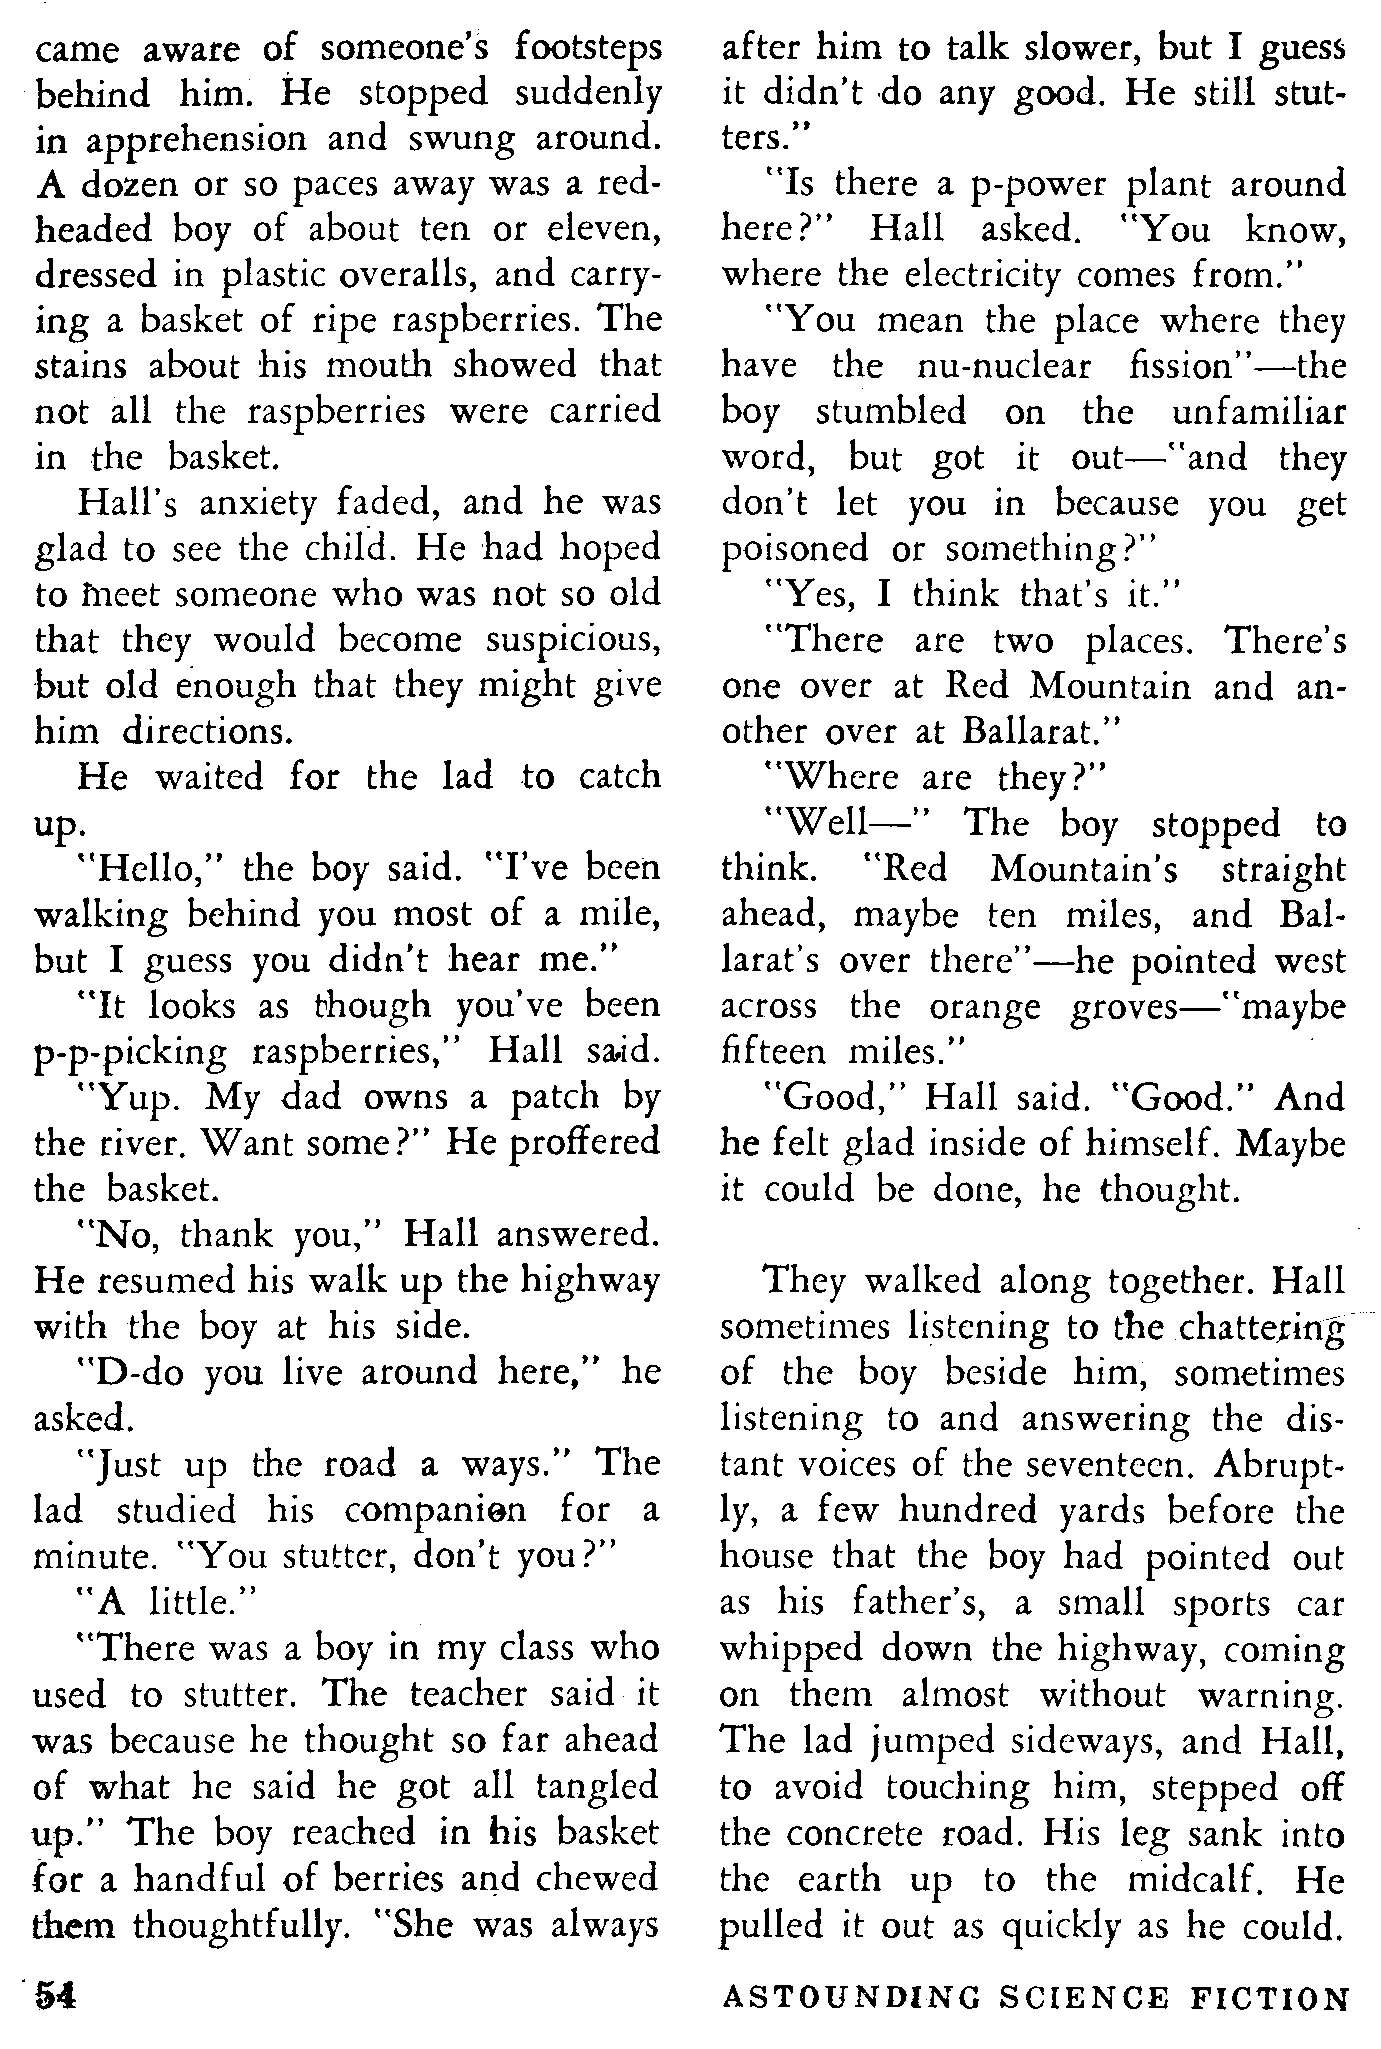 came aware of someone's footsteps
behind him. He stopped suddenly
in apprehension and swung around.
A dozen or so paces away was a red-
headed boy of about ten or eleven,
dressed in plastic overalls, and carry-
ing a basket of ripe raspberries. The
stains about his mouth showed that
not all the raspberries were carried
in the basket.
Hall's anxiety faded, and he was
glad to see the child. He had hoped
to meet someone who was not so old
that they would become suspicious,
but old enough that they might give
him directions.
He waited for the lad to catch
up.
"Hello," the boy said. "I've been
walking behind you most of a mile,
but I guess you didn't hear me."
"It looks as though you've been
p-p-picking raspberries," Hall said.
"Yup. My dad owns a patch by
the river. Want some?" He proffered
the basket.
"No, thank you," Hall answered.
He resumed his walk up the highway
with the boy at his side.
"D-do you live around here," he
asked.
"Just up the road a ways." The
lad studied his companion for a
minute. "You stutter, don't you?"
"A little."
"There was a boy in my class who
used to stutter. The teacher said it
was because he thought so far ahead
of what he said he got all tangled
up." The boy reached in his basket
for a handful of berries and chewed
them thoughtfully. "She was always
after him to talk slower, but I guess
it didn't do any good. He still stut-
ters."
"Is there a p-power plant around
here?" Hall asked. "You know,
where the electricity comes from."
"You mean the place where they
have the nu-nuclear fission"—the
boy stumbled on the unfamiliar
word, but got it out—"and they
don't let you in because you get
poisoned or something?"
"Yes, I think that's it."
"There are two places. There's
one over at Red Mountain and an-
other over at Ballarat."
"Where are they?"
"Well—" The boy stopped to
think. "Red Mountain's straight
ahead, maybe ten miles, and Bal-
larat's over there"—he pointed west
across the orange groves—"maybe
fifteen miles."
"Good," Hall said. "Good." And
he felt glad inside of himself. Maybe
it could be done, he thought.
They walked along together. Hall
sometimes listening to the chattering
of the boy beside him, sometimes
listening to and answering the dis-
tant voices of the seventeen. Abrupt-
ly, a few hundred yards before the
house that the boy had pointed out
as his father's, a small sports car
whipped down the highway, coming
on them almost without warning.
The lad jumped sideways, and Hall,
to avoid touching him, stepped off
the concrete road. His leg sank into
the earth up to the midcalf. He
pulled it out as quickly as he could.
54
ASTOUNDING SCIENCE FICTION